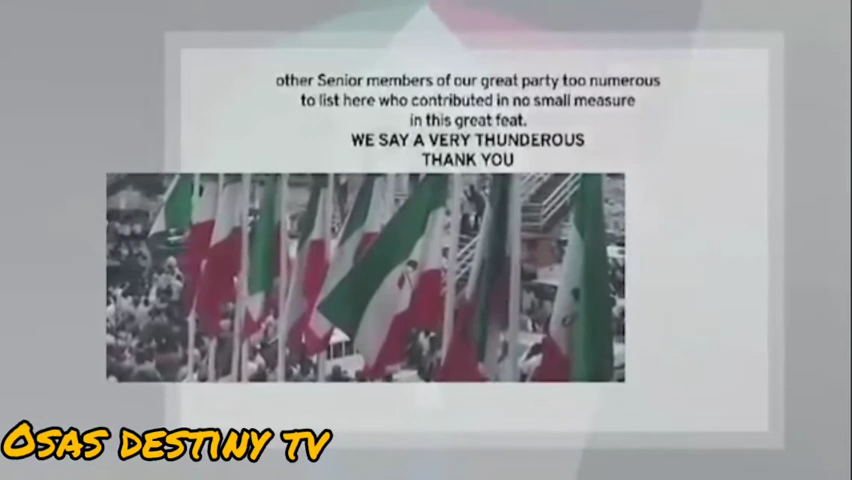 other Senior members of our great party too numerous
to list here who contributed in no small measure
in this great feat.
WE SAY A VERY THUNDEROUS
THANK YOU
OSAS DESTINY TV